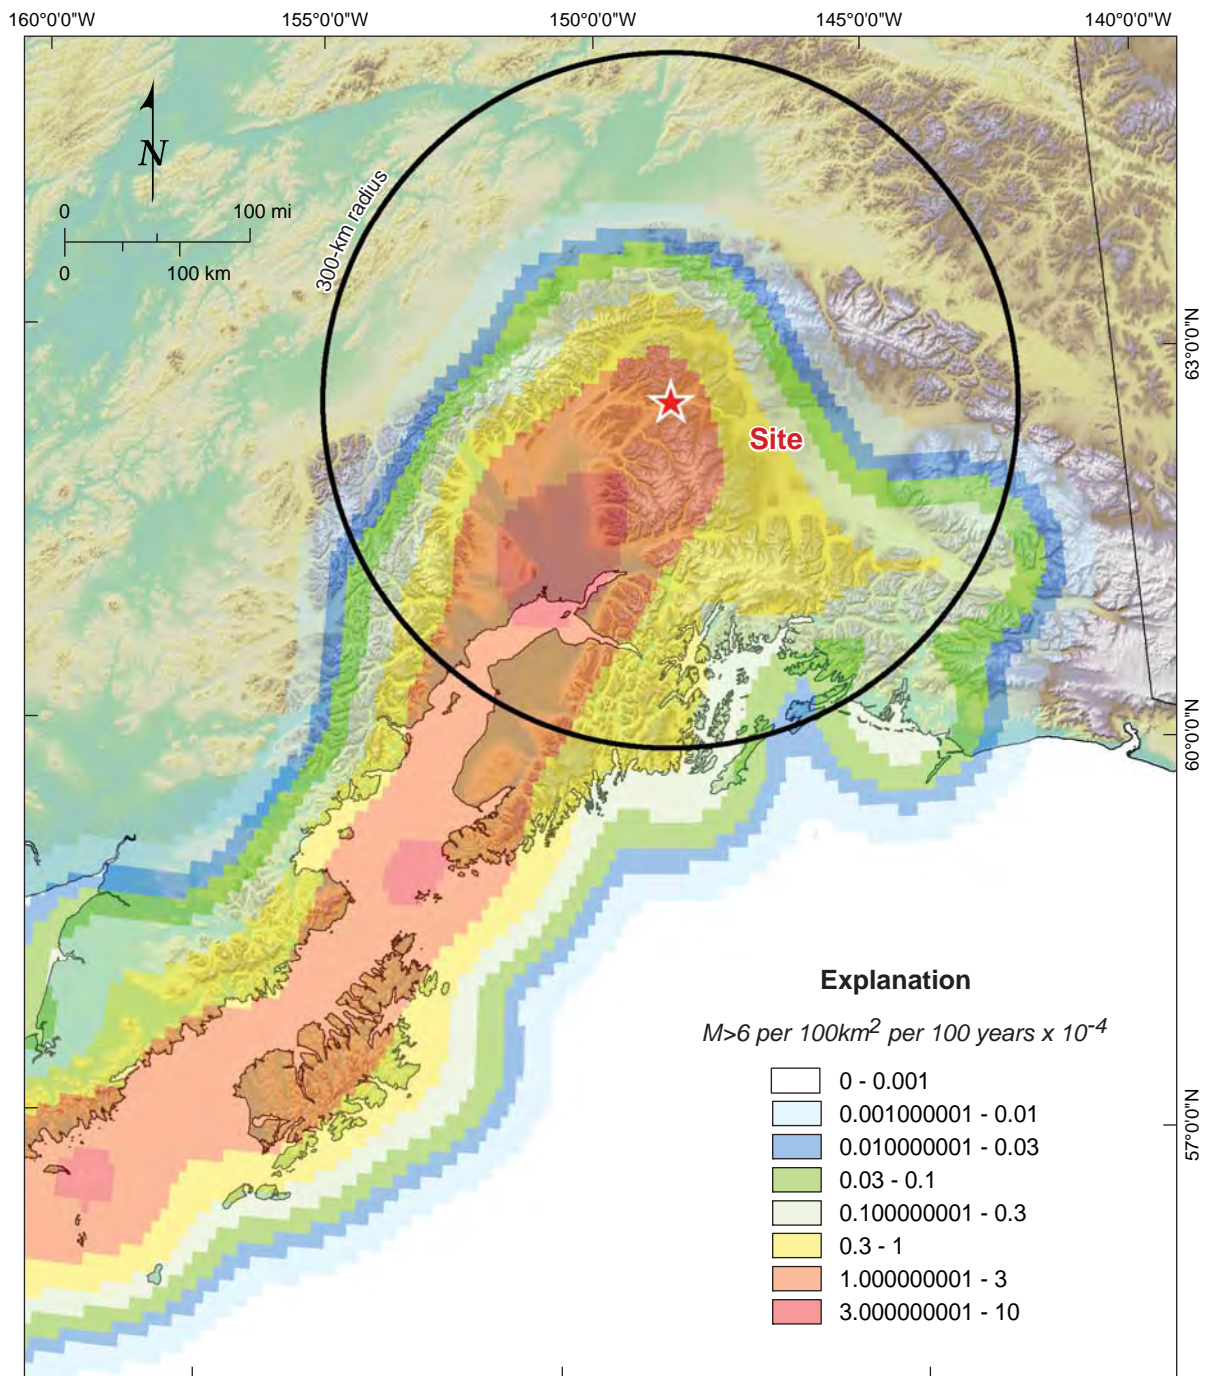 160°0'0"W 155°0'0"W 150°0'0"W 145°0'0"W 140°0'0"W
N
0 100 mi
0 100 km
300-km radius
63°0'0"N
Site
60°0'0"N
57°0'0"N
Explanation
M>6 per 100km2 per 100 years x 10-4
0 - 0.001
0.001000001 - 0.01
0.010000001 - 0.03
0.03 - 0.1
0.100000001 - 0.3
0.3 - 1
1.000000001 - 3
3.000000001 - 10